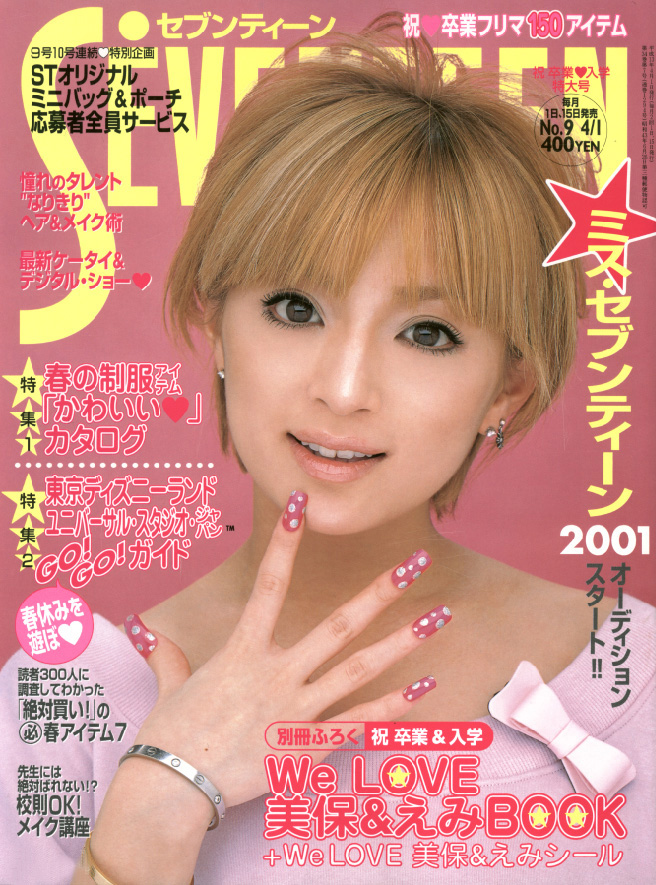 セブンティーン
SEVENTEEN
祝♥卒業フリマ150アイテム
9号10号連続♡特別企画
STオリジナル
ミニバッグ&ポーチ
応募者全員サービス
祝 卒業♥入学
特大号
毎月
1日、15日発売
No.9 4/1
400YEN
憧れのタレント
"なりきり"
ヘア&メイク術
最新ケータイ&
デジタル・ショー♥
ミス・セブンティーン
2001
オーディション
スタート!!
特集1
春の制服アイテム
「かわいい♥」
カタログ
特集2
東京ディズニーランド
ユニバーサル・スタジオ・ジャパン™
GO!GO!ガイド
春休みを
遊ぼ♥
読者300人に
調査してわかった
「絶対買い!」の
必春アイテム7
先生には
絶対ばれない!?
校則OK!
メイク講座
別冊ふろく 祝 卒業&入学
We LOVE
美保&えみBOOK
+We LOVE 美保&えみシール